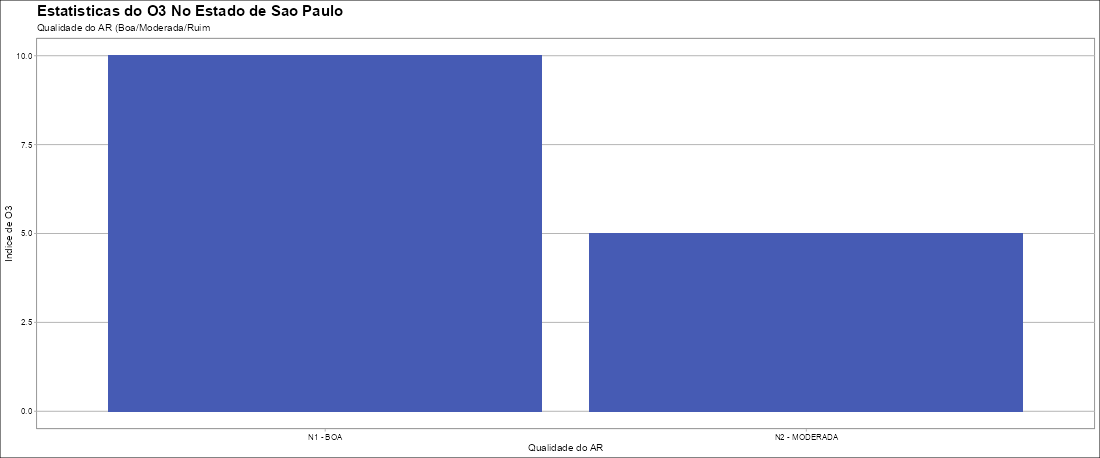 Estatisticas do O3 No Estado de Sao Paulo
Qualidade do AR (Boa/Moderada/Ruim
10.0
7.5
5.0
2.5
0.0
Indice de O3
N1 - BOA
N2 - MODERADA
Qualidade do AR